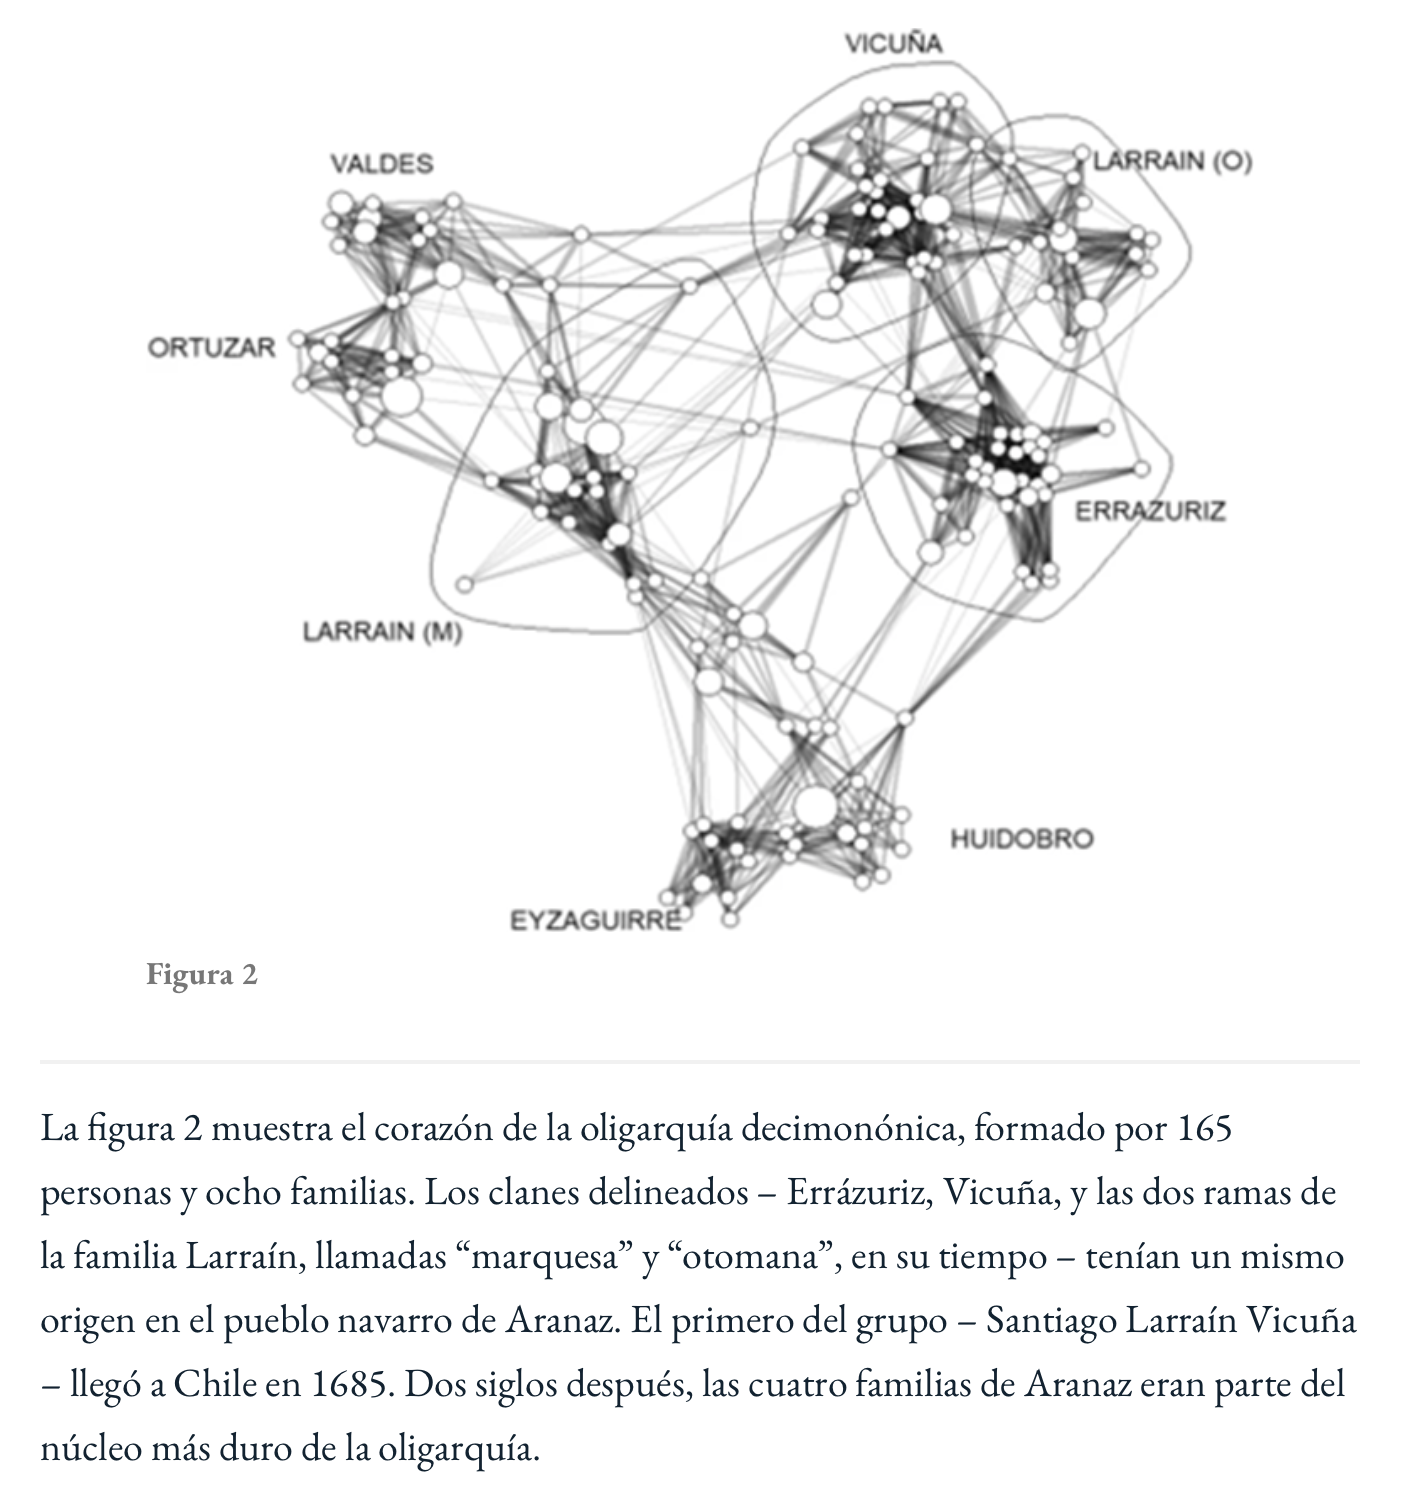 VICUÑA
VALDES
LARRAIN (O)
ORTUZAR
ERRAZURIZ
LARRAIN (M)
HUIDOBRO
EYZAGUIRRE
Figura 2
La figura 2 muestra el corazón de la oligarquía decimonónica, formado por 165
personas y ocho familias. Los clanes delineados – Errázuriz, Vicuña, y las dos ramas de
la familia Larraín, llamadas “marquesa” y “otomana”, en su tiempo – tenían un mismo
origen en el pueblo navarro de Aranaz. El primero del grupo – Santiago Larraín Vicuña
– llegó a Chile en 1685. Dos siglos después, las cuatro familias de Aranaz eran parte del
núcleo más duro de la oligarquía.